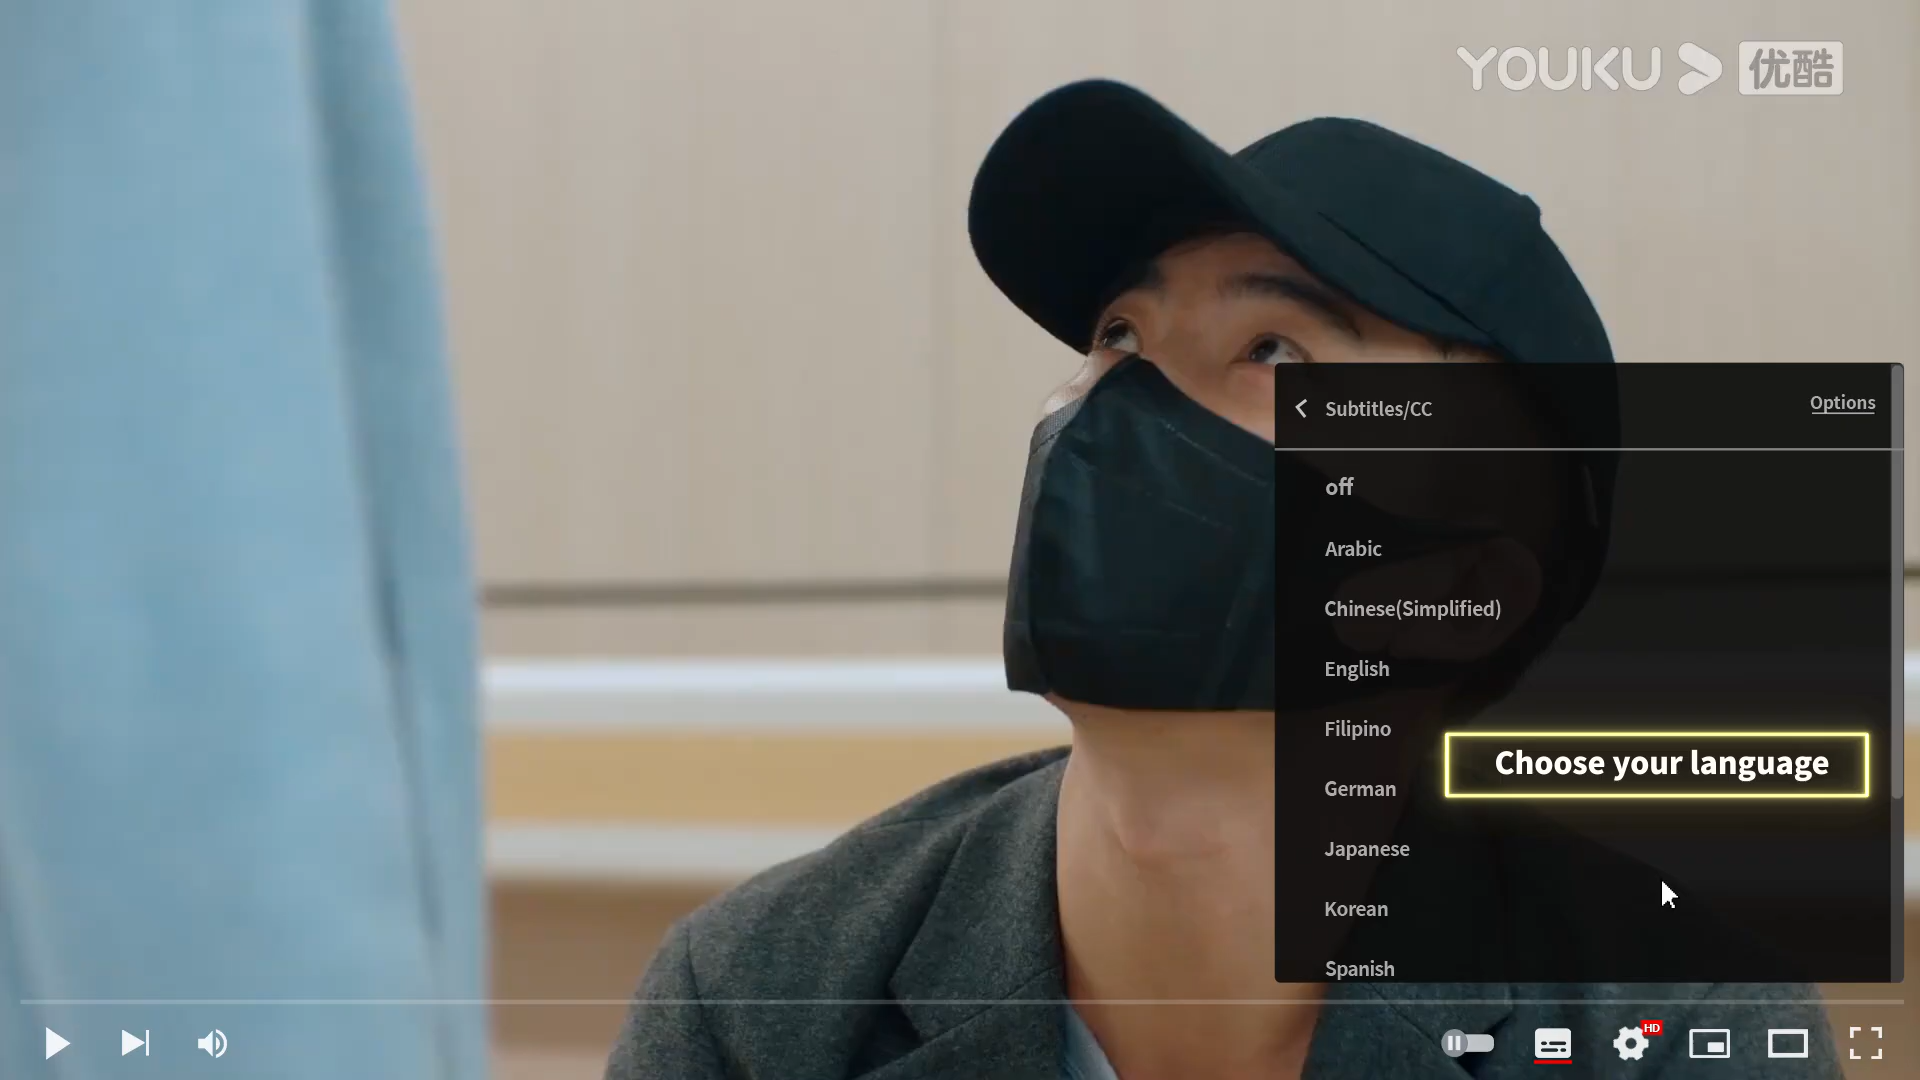 YOUKU 优酷
Subtitles/CC
Options
off
Arabic
Chinese(Simplified)
English
Filipino
Choose your language
German
Japanese
Korean
Spanish
HD